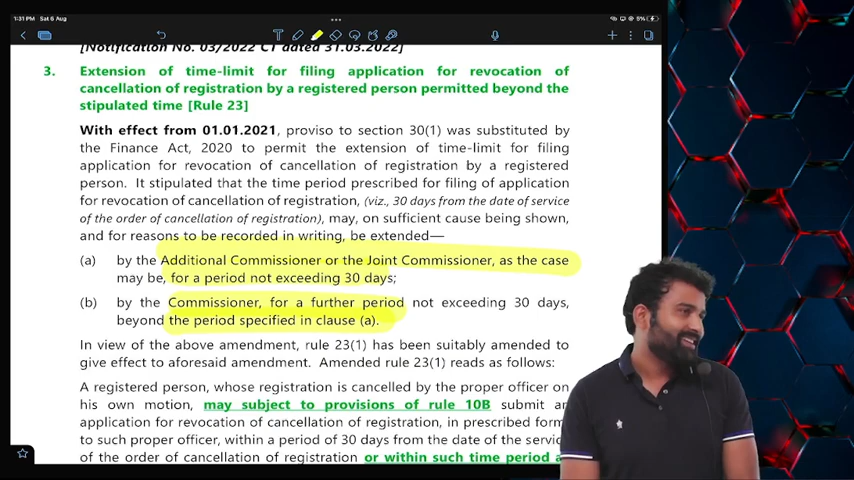 1:31 PM Sat 6 Aug
5%
[Notification No. 03/2022 CT dated 31.03.2022]
3. Extension of time-limit for filing application for revocation of
cancellation of registration by a registered person permitted beyond the
stipulated time [Rule 23]
With effect from 01.01.2021, proviso to section 30(1) was substituted by
the Finance Act, 2020 to permit the extension of time-limit for filing
application for revocation of cancellation of registration by a registered
person. It stipulated that the time period prescribed for filing of application
for revocation of cancellation of registration, (viz., 30 days from the date of service
of the order of cancellation of registration), may, on sufficient cause being shown,
and for reasons to be recorded in writing, be extended—
(a) by the Additional Commissioner or the Joint Commissioner, as the case
may be, for a period not exceeding 30 days;
(b) by the Commissioner, for a further period not exceeding 30 days,
beyond the period specified in clause (a).
In view of the above amendment, rule 23(1) has been suitably amended to
give effect to aforesaid amendment. Amended rule 23(1) reads as follows:
A registered person, whose registration is cancelled by the proper officer on
his own motion, may subject to provisions of rule 10B submit an
application for revocation of cancellation of registration, in prescribed form
to such proper officer, within a period of 30 days from the date of the servic
of the order of cancellation of registration or within such time period a